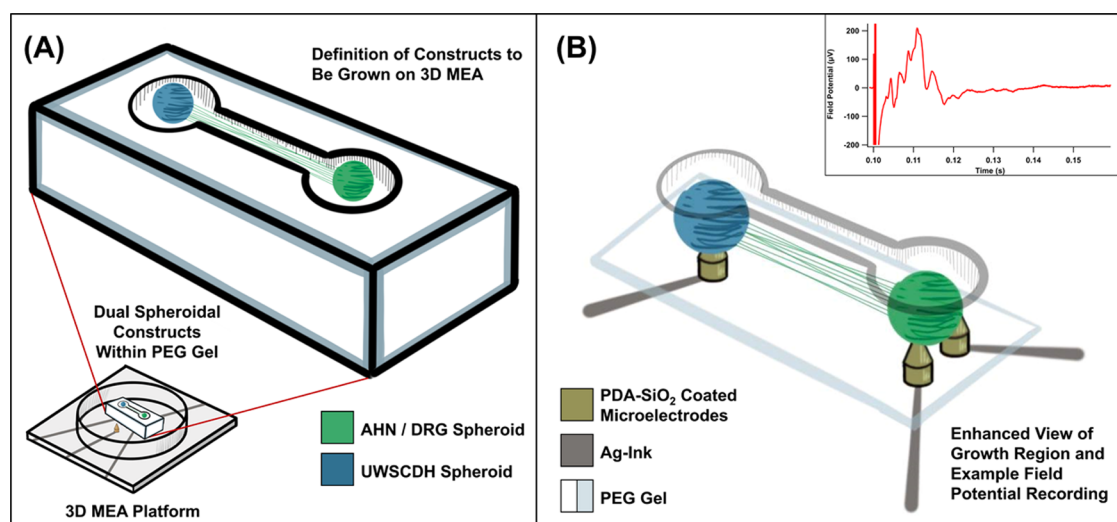 (A)
Definition of Constructs to
Be Grown on 3D MEA
Dual Spheroidal
Constructs
Within PEG Gel
AHN / DRG Spheroid
UWSCDH Spheroid
3D MEA Platform
(B)
Field Potential (µV)
200
100
0
-100
-200
0.10
0.11
0.12
0.13
0.14
0.15
Time (s)
PDA-SiO₂ Coated
Microelectrodes
Ag-Ink
PEG Gel
Enhanced View of
Growth Region and
Example Field
Potential Recording